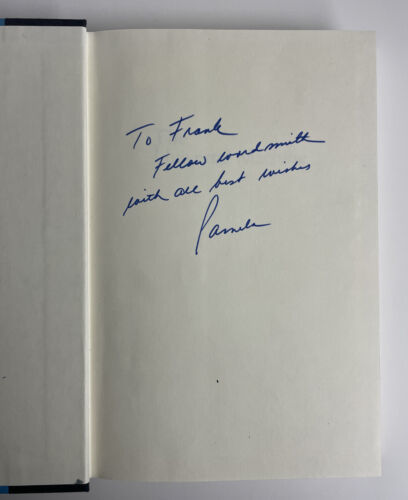 To Frank
Fellow wordsmith
with all best wishes
Pamela